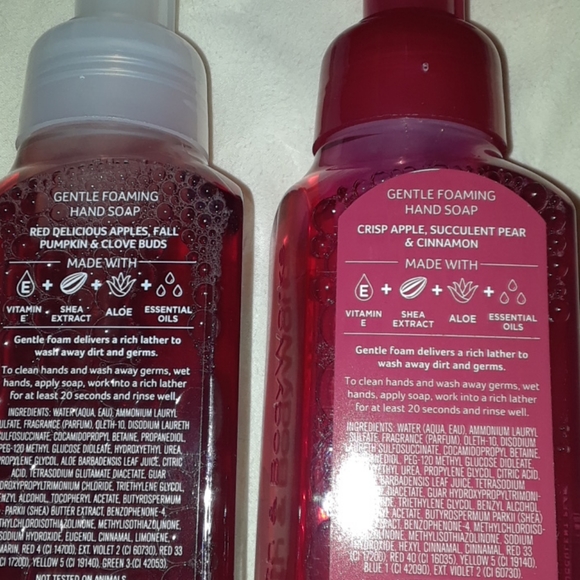 GENTLE FOAMING
HAND SOAP
RED DELICIOUS APPLES, FALL
PUMPKIN & CLOVE BUDS
MADE WITH
E + + +
VITAMIN E
SHEA EXTRACT
ALOE
ESSENTIAL OILS
Gentle foam delivers a rich lather to
wash away dirt and germs.
To clean hands and wash away germs, wet
hands, apply soap, work into a rich lather
for at least 20 seconds and rinse well.
INGREDIENTS: WATER (AQUA, EAU), AMMONIUM LAURYL
SULFATE, FRAGRANCE (PARFUM), OLETH-10, DISODIUM LAURETH
SULFOSUCCINATE, COCAMIDOPROPYL BETAINE, PROPANEDIOL,
PEG-120 METHYL GLUCOSE DIOLEATE, HYDROXYETHYL UREA,
PROPYLENE GLYCOL, ALOE BARBADENSIS LEAF JUICE, CITRIC
ACID, TETRASODIUM GLUTAMATE DIACETATE, GUAR
HYDROXYPROPYLTRIMONIUM CHLORIDE, TRIETHYLENE GLYCOL,
BENZYL ALCOHOL, TOCOPHERYL ACETATE, BUTYROSPERMUM
PARKII (SHEA) BUTTER EXTRACT, BENZOPHENONE-4,
METHYLCHLOROISOTHIAZOLINONE, METHYLISOTHIAZOLINONE,
SODIUM HYDROXIDE, EUGENOL, CINNAMAL, LIMONENE,
RED 4 (CI 14700), EXT. VIOLET 2 (CI 60730), RED 33
(CI 17200), YELLOW 5 (CI 19140), GREEN 3 (CI 42053).
NOT TESTED ON ANIMALS.
GENTLE FOAMING
HAND SOAP
CRISP APPLE, SUCCULENT PEAR
& CINNAMON
MADE WITH
E + + +
VITAMIN E
SHEA EXTRACT
ALOE
ESSENTIAL OILS
Gentle foam delivers a rich lather to
wash away dirt and germs.
To clean hands and wash away germs, wet
hands, apply soap, work into a rich lather
for at least 20 seconds and rinse well.
INGREDIENTS: WATER (AQUA, EAU), AMMONIUM LAURYL
SULFATE, FRAGRANCE (PARFUM), OLETH-10, DISODIUM
LAURETH SULFOSUCCINATE, COCAMIDOPROPYL BETAINE,
PROPANEDIOL, PEG-120 METHYL GLUCOSE DIOLEATE,
HYDROXYETHYL UREA, PROPYLENE GLYCOL, CITRIC
ACID, ALOE BARBADENSIS LEAF JUICE, TETRASODIUM
GLUTAMATE DIACETATE, GUAR HYDROXYPROPYLTRIMONI-
UM CHLORIDE, TRIETHYLENE GLYCOL, BENZYL ALCOHOL,
TOCOPHERYL ACETATE, BUTYROSPERMUM PARKII (SHEA)
BUTTER EXTRACT, BENZOPHENONE-4, METHYLCHLOROISO-
THIAZOLINONE, METHYLISOTHIAZOLINONE, SODIUM
HYDROXIDE, HEXYL CINNAMAL, CINNAMAL, RED 33
(CI 17200), RED 40 (CI 16035), YELLOW 5 (CI 19140),
BLUE 1 (CI 42090), EXT. VIOLET 2 (CI 60730).